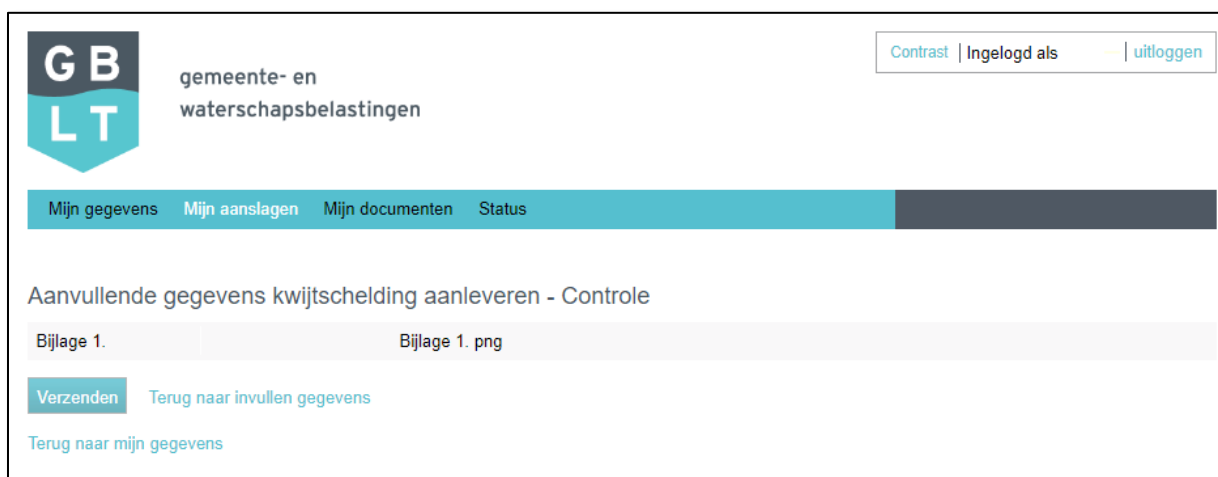 G B
L T
gemeente- en
waterschapsbelastingen
Contrast | Ingelogd als | uitloggen
Mijn gegevens Mijn aanslagen Mijn documenten Status
Aanvullende gegevens kwijtschelding aanleveren - Controle
Bijlage 1. Bijlage 1. png
Verzenden Terug naar invullen gegevens
Terug naar mijn gegevens